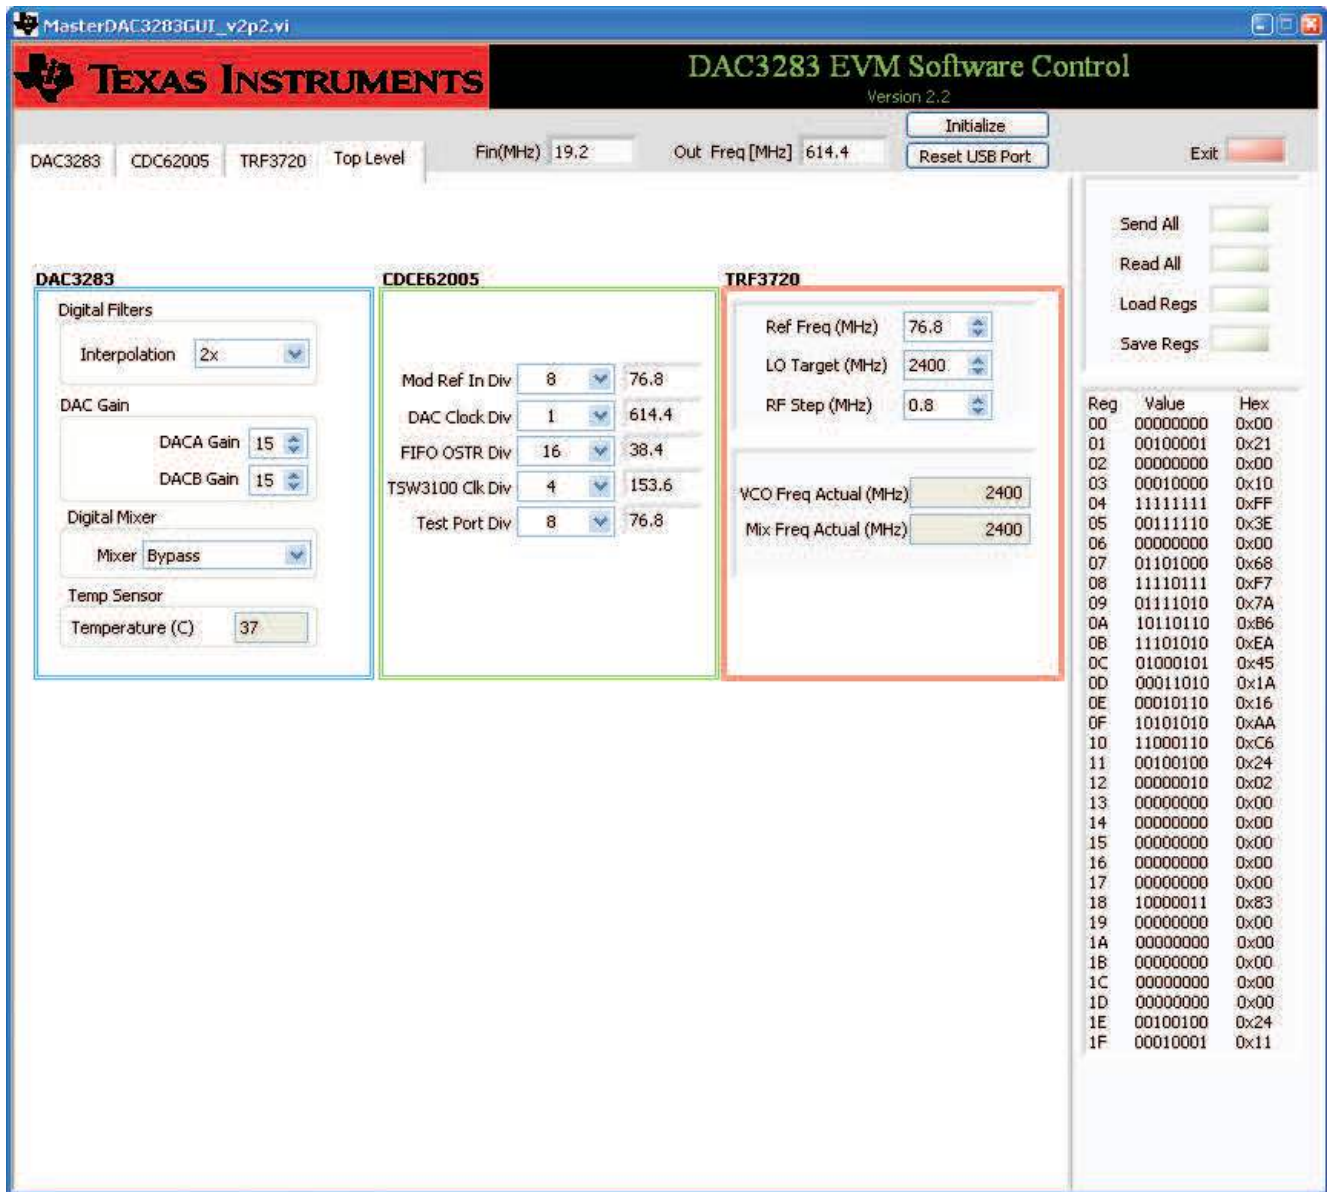 MasterDAC3283GUI_v2p2.vi
TEXAS INSTRUMENTS
DAC3283 EVM Software Control
Version 2.2
DAC3283 CDC62005 TRF3720 Top Level
Fin(MHz) 19.2
Out Freq [MHz] 614.4
Initialize
Reset USB Port
Exit
DAC3283
Digital Filters
Interpolation 2x
DAC Gain
DACA Gain 15
DACB Gain 15
Digital Mixer
Mixer Bypass
Temp Sensor
Temperature (C) 37
CDCE62005
Mod Ref In Div 8 76.8
DAC Clock Div 1 614.4
FIFO OSTR Div 16 38.4
TSW3100 Clk Div 4 153.6
Test Port Div 8 76.8
TRF3720
Ref Freq (MHz) 76.8
LO Target (MHz) 2400
RF Step (MHz) 0.8
VCO Freq Actual (MHz) 2400
Mix Freq Actual (MHz) 2400
Send All
Read All
Load Regs
Save Regs
Reg Value Hex
00 00000000 0x00
01 00100001 0x21
02 00000000 0x00
03 00010000 0x10
04 11111111 0xFF
05 00111110 0x3E
06 00000000 0x00
07 01101000 0x68
08 11110111 0xF7
09 01111010 0x7A
0A 10110110 0xB6
0B 11101010 0xEA
0C 01000101 0x45
0D 00011010 0x1A
0E 00010110 0x16
0F 10101010 0xAA
10 11000110 0xC6
11 00100100 0x24
12 00000010 0x02
13 00000000 0x00
14 00000000 0x00
15 00000000 0x00
16 00000000 0x00
17 00000000 0x00
18 10000011 0x83
19 00000000 0x00
1A 00000000 0x00
1B 00000000 0x00
1C 00000000 0x00
1D 00000000 0x00
1E 00100100 0x24
1F 00010001 0x11